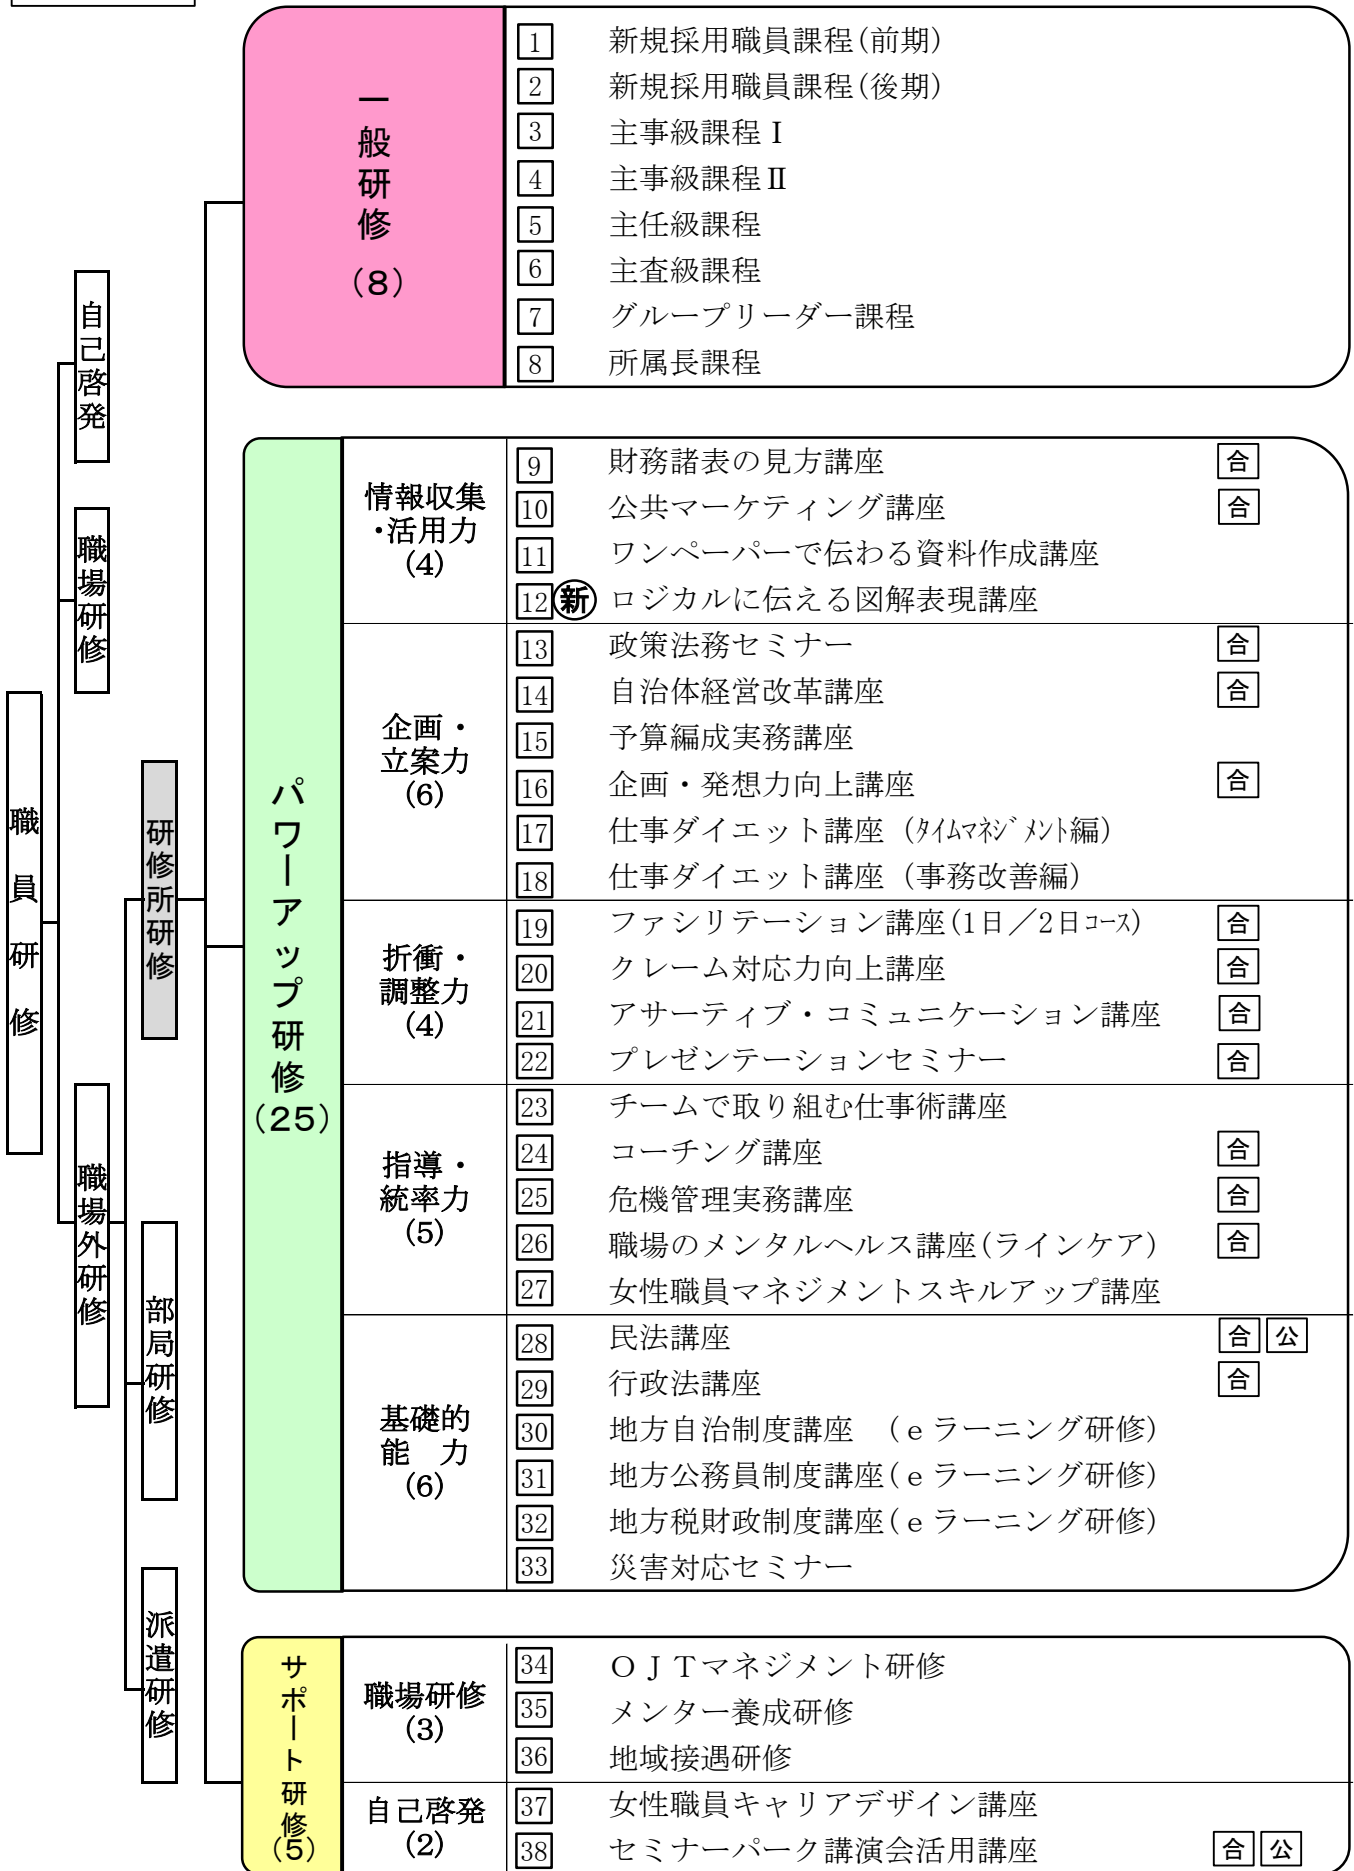 職員研修
自己啓発
職場研修
職場外研修
研修所研修
部局研修
派遣研修
一般研修
(8)
1 新規採用職員課程(前期)
2 新規採用職員課程(後期)
3 主事級課程Ⅰ
4 主事級課程Ⅱ
5 主任級課程
6 主査級課程
7 グループリーダー課程
8 所属長課程
パワーアップ研修
(25)
情報収集
・活用力
(4)
9 財務諸表の見方講座 合
10 公共マーケティング講座 合
11 ワンペーパーで伝わる資料作成講座
12 新 ロジカルに伝える図解表現講座
企画・
立案力
(6)
13 政策法務セミナー 合
14 自治体経営改革講座 合
15 予算編成実務講座
16 企画・発想力向上講座 合
17 仕事ダイエット講座(ﾀｲﾑﾏﾈｼﾞﾒﾝﾄ編)
18 仕事ダイエット講座(事務改善編)
折衝・
調整力
(4)
19 ファシリテーション講座(1日／2日ｺｰｽ) 合
20 クレーム対応力向上講座 合
21 アサーティブ・コミュニケーション講座 合
22 プレゼンテーションセミナー 合
指導・
統率力
(5)
23 チームで取り組む仕事術講座
24 コーチング講座 合
25 危機管理実務講座 合
26 職場のメンタルヘルス講座(ラインケア) 合
27 女性職員マネジメントスキルアップ講座
基礎的
能　力
(6)
28 民法講座 合 公
29 行政法講座 合
30 地方自治制度講座　(ｅラーニング研修)
31 地方公務員制度講座(ｅラーニング研修)
32 地方税財政制度講座(ｅラーニング研修)
33 災害対応セミナー
サポート研修
(5)
職場研修
(3)
34 ＯＪＴマネジメント研修
35 メンター養成研修
36 地域接遇研修
自己啓発
(2)
37 女性職員キャリアデザイン講座
38 セミナーパーク講演会活用講座 合 公